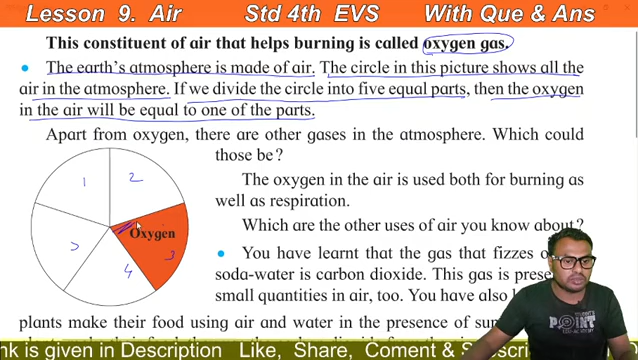 Lesson 9. Air Std 4th EVS With Que & Ans
This constituent of air that helps burning is called oxygen gas.
The earth's atmosphere is made of air. The circle in this picture shows all the
air in the atmosphere. If we divide the circle into five equal parts, then the oxygen
in the air will be equal to one of the parts.
Apart from oxygen, there are other gases in the atmosphere. Which could
those be?
1
2
The oxygen in the air is used both for burning as
well as respiration.
Oxygen
3
Which are the other uses of air you know about?
5
4
You have learnt that the gas that fizzes
soda-water is carbon dioxide. This gas is
small quantities in air, too. You have also
plants make their food using air and water in the presence of
is given in Description Like, Share, Coment &